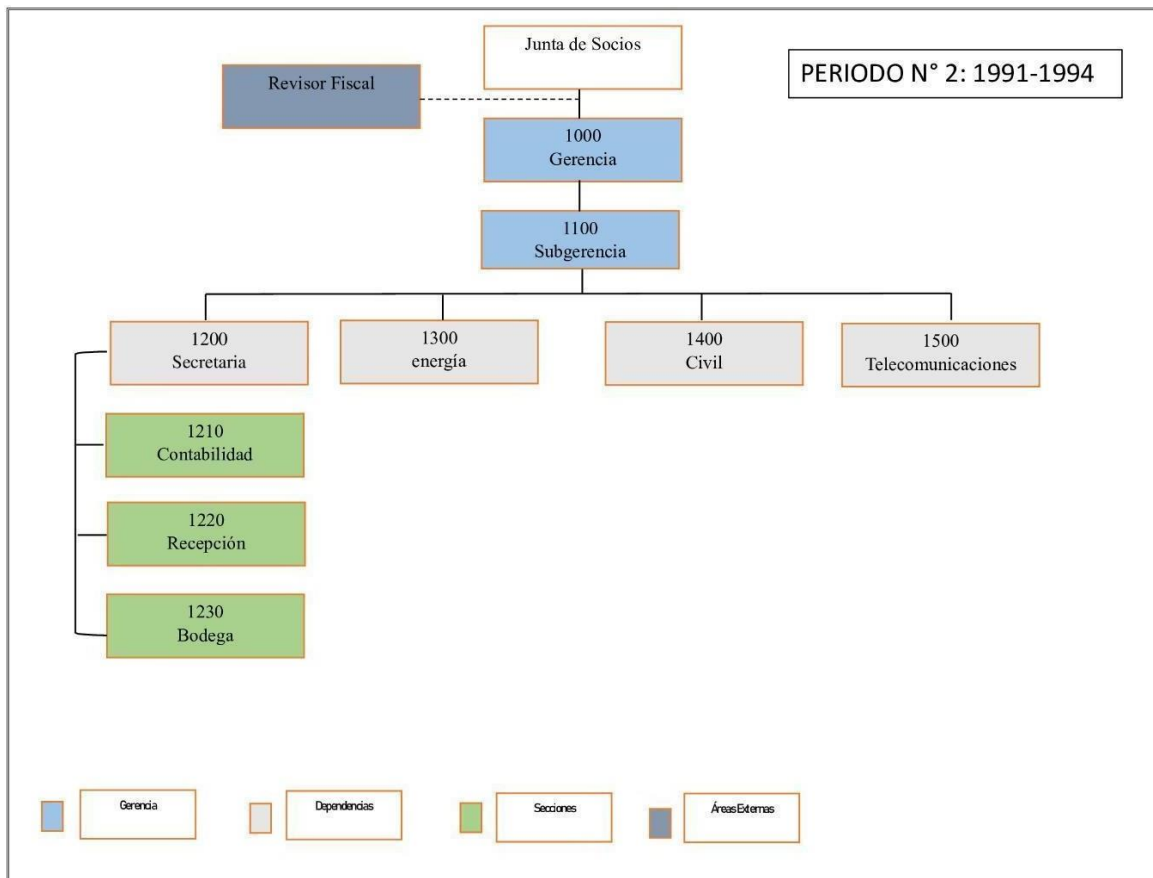 Junta de Socios
Revisor Fiscal
PERIODO N° 2: 1991-1994
1000
Gerencia
1100
Subgerencia
1200
Secretaria
1300
energía
1400
Civil
1500
Telecomunicaciones
1210
Contabilidad
1220
Recepción
1230
Bodega
Gerencia
Dependencias
Secciones
Áreas Externas